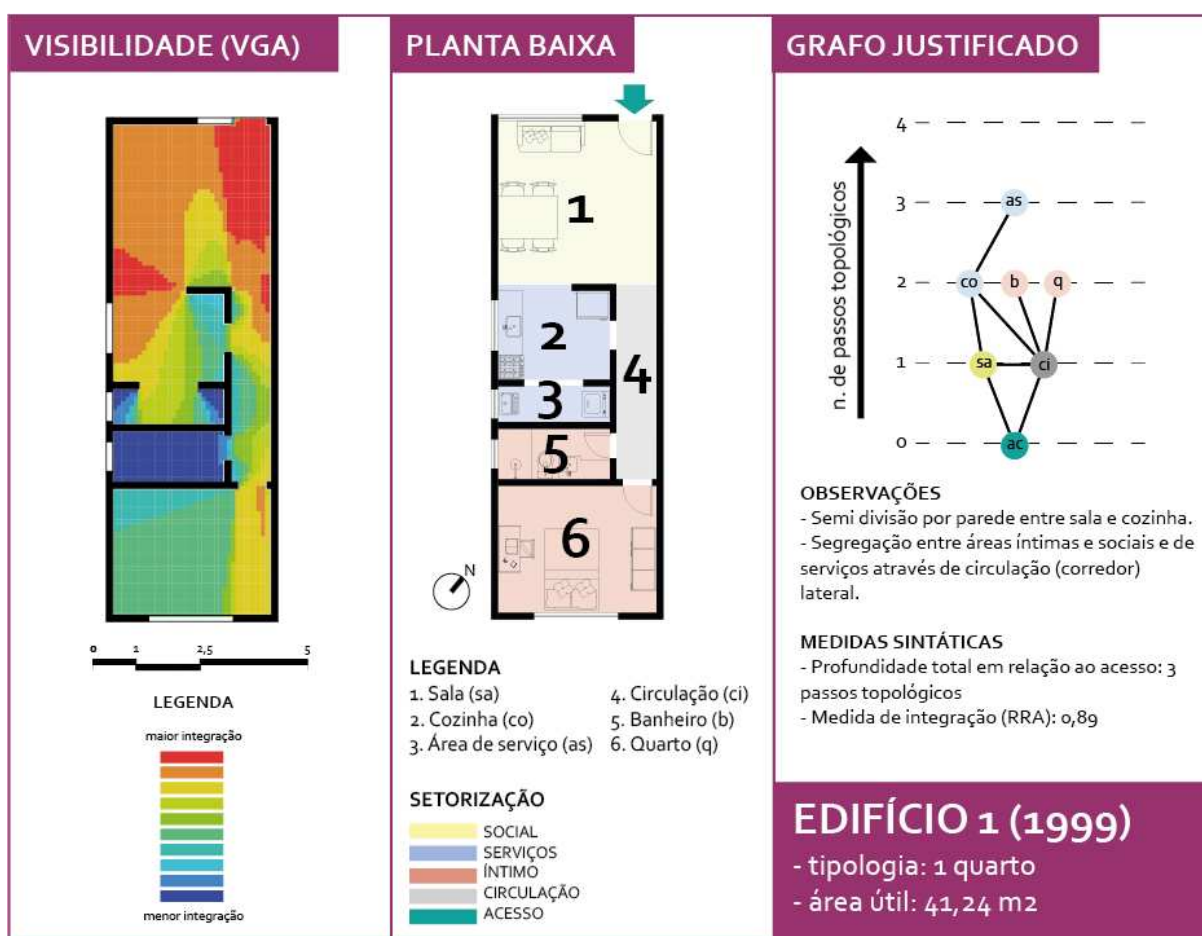 VISIBILIDADE (VGA)
0 1 2,5 5
LEGENDA
maior integração
menor integração
PLANTA BAIXA
1
2
3
4
5
6
N
LEGENDA
1. Sala (sa)
2. Cozinha (co)
3. Área de serviço (as)
4. Circulação (ci)
5. Banheiro (b)
6. Quarto (q)
SETORIZAÇÃO
SOCIAL
SERVIÇOS
ÍNTIMO
CIRCULAÇÃO
ACESSO
GRAFO JUSTIFICADO
n. de passos topológicos
4
3
as
2
co b q
1
sa ci
0
ac
OBSERVAÇÕES
- Semi divisão por parede entre sala e cozinha.
- Segregação entre áreas íntimas e sociais e de
serviços através de circulação (corredor)
lateral.
MEDIDAS SINTÁTICAS
- Profundidade total em relação ao acesso: 3
passos topológicos
- Medida de integração (RRA): 0,89
EDIFÍCIO 1 (1999)
- tipologia: 1 quarto
- área útil: 41,24 m2